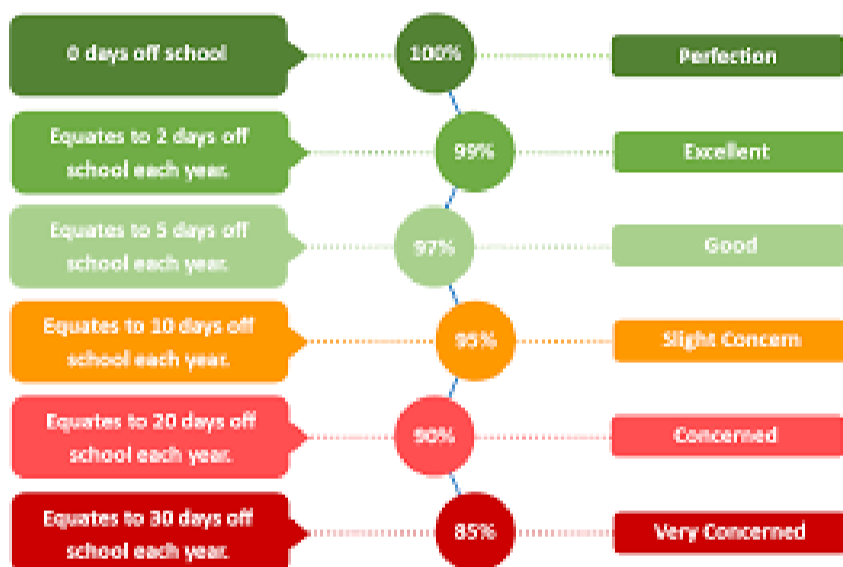 0 days off school
100%
Perfection
Equates to 2 days off
school each year.
99%
Excellent
Equates to 5 days off
school each year.
97%
Good
Equates to 10 days off
school each year.
95%
Slight Concern
Equates to 20 days off
school each year.
90%
Concerned
Equates to 30 days off
school each year.
85%
Very Concerned